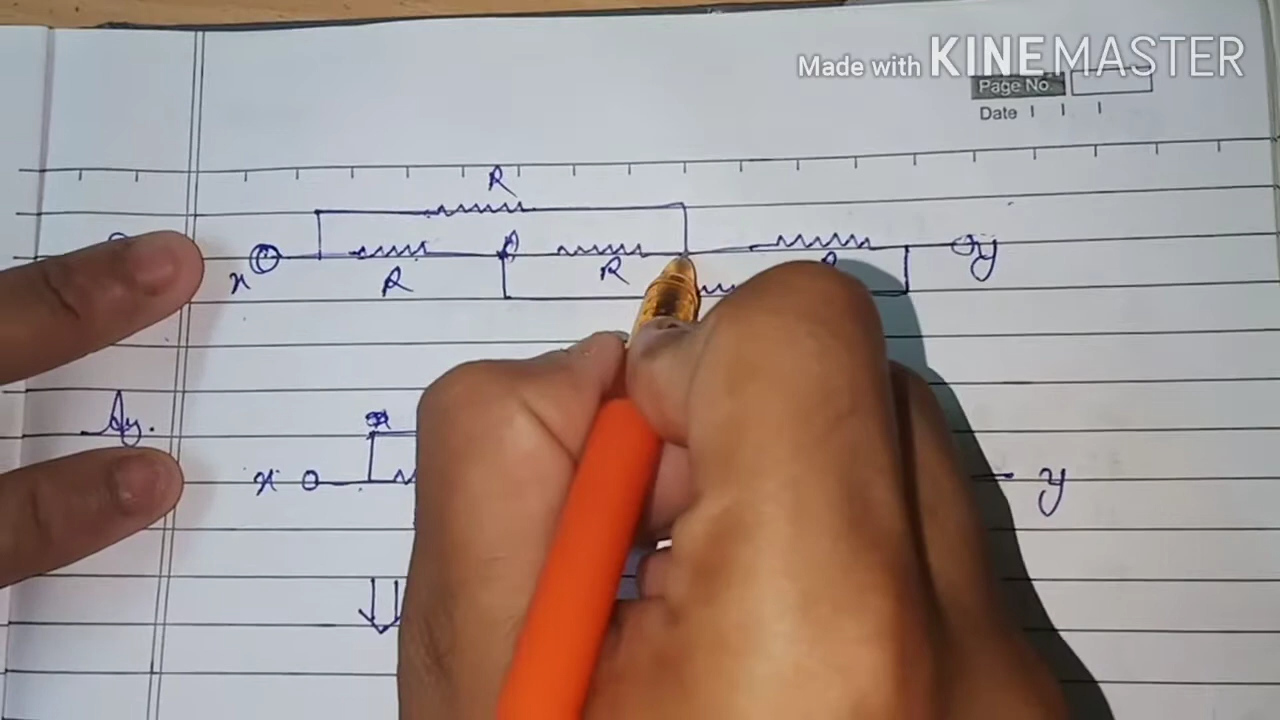 Made with KINEMASTER
Page No.
Date
R
A
x R R R y
x y